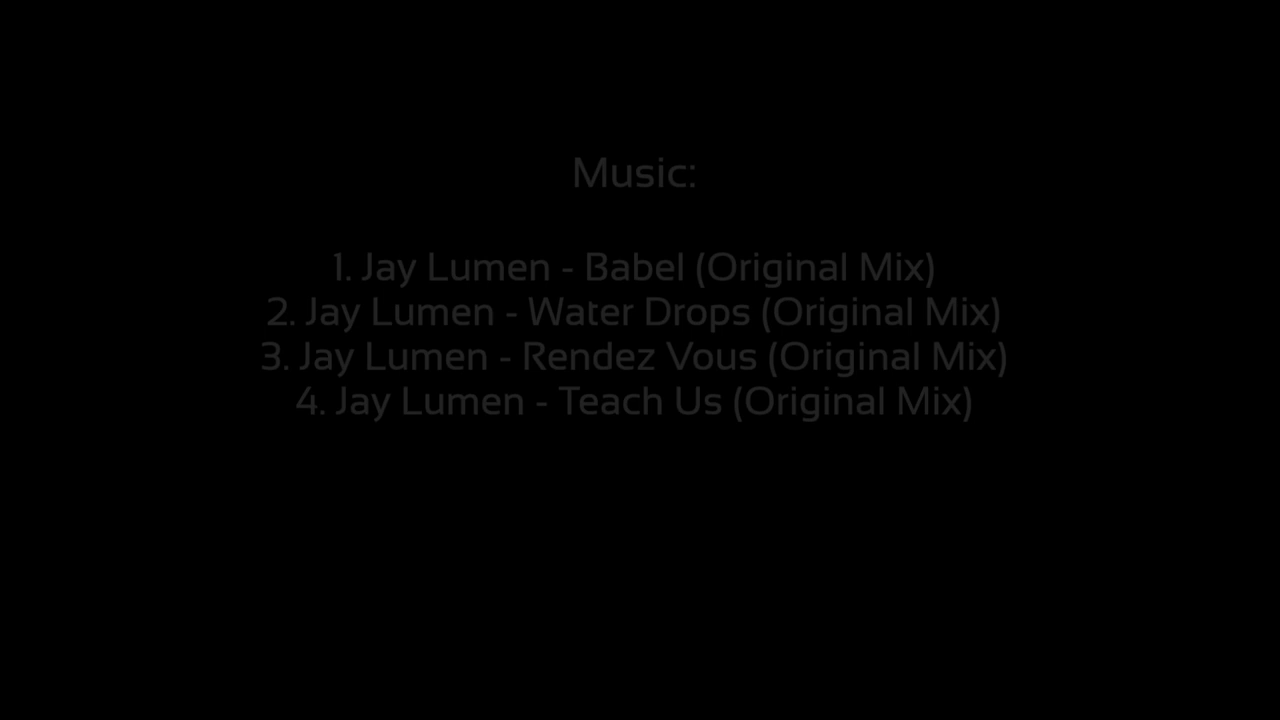 Music:
1. Jay Lumen - Babel (Original Mix)
2. Jay Lumen - Water Drops (Original Mix)
3. Jay Lumen - Rendez Vous (Original Mix)
4. Jay Lumen - Teach Us (Original Mix)